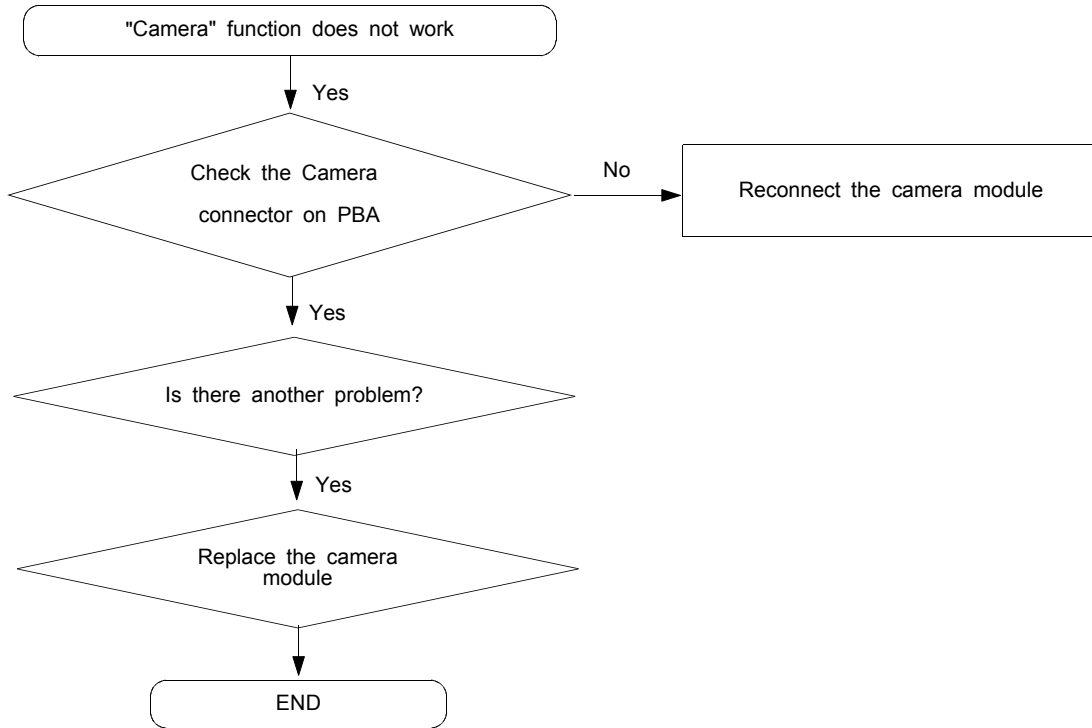 "Camera" function does not work
Yes
Check the Camera
connector on PBA
No
Reconnect the camera module
Yes
Is there another problem?
Yes
Replace the camera
module
END